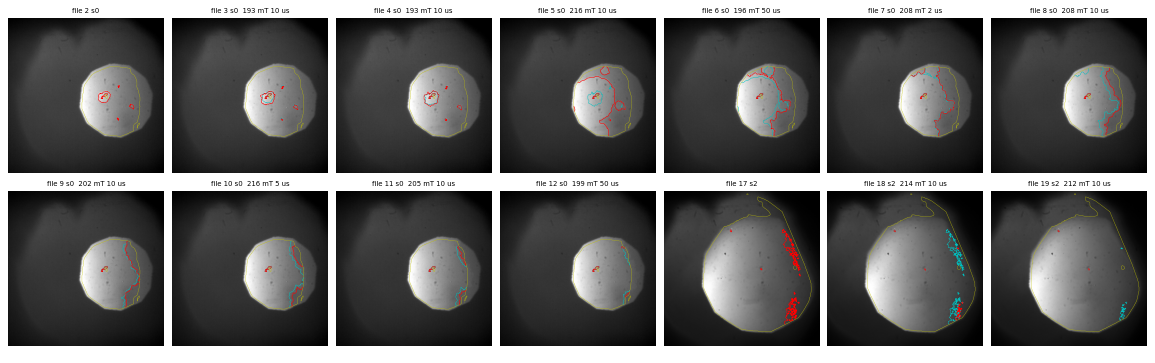 file 2 s0
file 3 s0  193 mT 10 us
file 4 s0  193 mT 10 us
file 5 s0  216 mT 10 us
file 6 s0  196 mT 50 us
file 7 s0  208 mT 2 us
file 8 s0  208 mT 10 us
file 9 s0  202 mT 10 us
file 10 s0  216 mT 5 us
file 11 s0  205 mT 10 us
file 12 s0  199 mT 50 us
file 17 s2
file 18 s2  214 mT 10 us
file 19 s2  212 mT 10 us